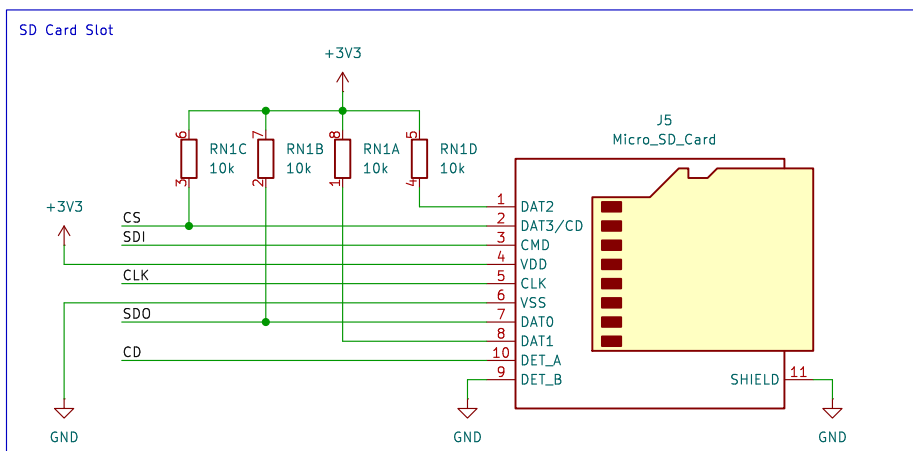 SD Card Slot
+3V3
J5
Micro_SD_Card
6 7 8 5
RN1C RN1B RN1A RN1D
10k 10k 10k 10k
3 2 1 4
+3V3
1 DAT2
CS 2 DAT3/CD
SDI 3 CMD
4 VDD
CLK 5 CLK
6 VSS
SDO 7 DAT0
8 DAT1
CD 10 DET_A
9 DET_B SHIELD 11
GND GND GND